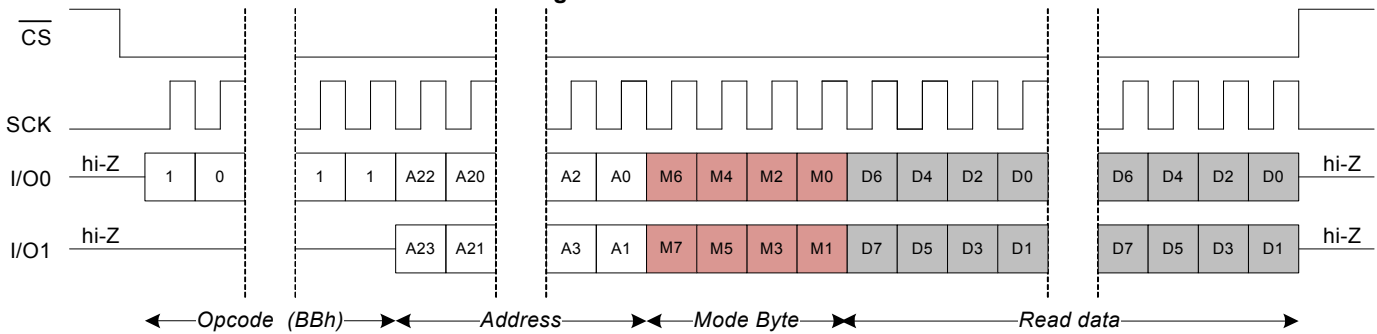 g
CS
SCK
hi-Z 1 0 1 1 A22 A20 A2 A0 M6 M4 M2 M0 D6 D4 D2 D0 D6 D4 D2 D0 hi-Z
I/O0
hi-Z A23 A21 A3 A1 M7 M5 M3 M1 D7 D5 D3 D1 D7 D5 D3 D1 hi-Z
I/O1
Opcode (BBh) Address Mode Byte Read data